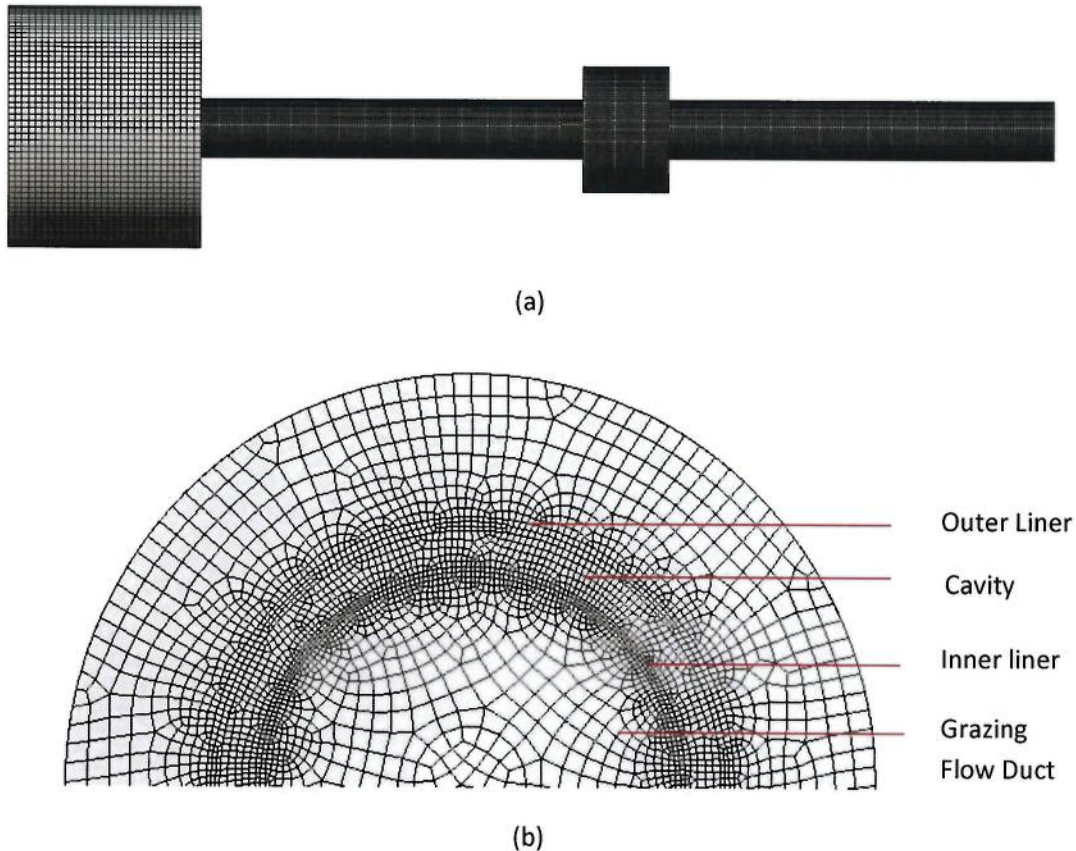 (a)
Outer Liner
Cavity
Inner liner
Grazing
Flow Duct
(b)